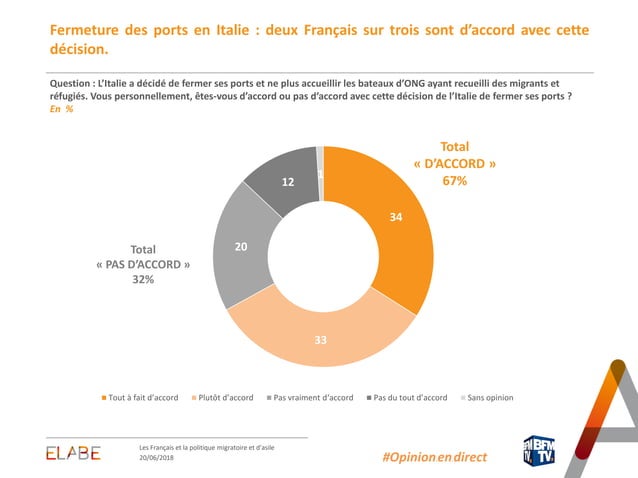 Fermeture des ports en Italie : deux Français sur trois sont d’accord avec cette
décision.
Question : L’Italie a décidé de fermer ses ports et ne plus accueillir les bateaux d’ONG ayant recueilli des migrants et
réfugiés. Vous personnellement, êtes-vous d’accord ou pas d’accord avec cette décision de l’Italie de fermer ses ports ?
En %
Total
« D’ACCORD »
67%
1
12
34
20
Total
« PAS D’ACCORD »
32%
33
Tout à fait d’accord Plutôt d’accord Pas vraiment d’accord Pas du tout d’accord Sans opinion
ELABE
Les Français et la politique migratoire et d’asile
20/06/2018
#Opinion en direct
BFM
TV.